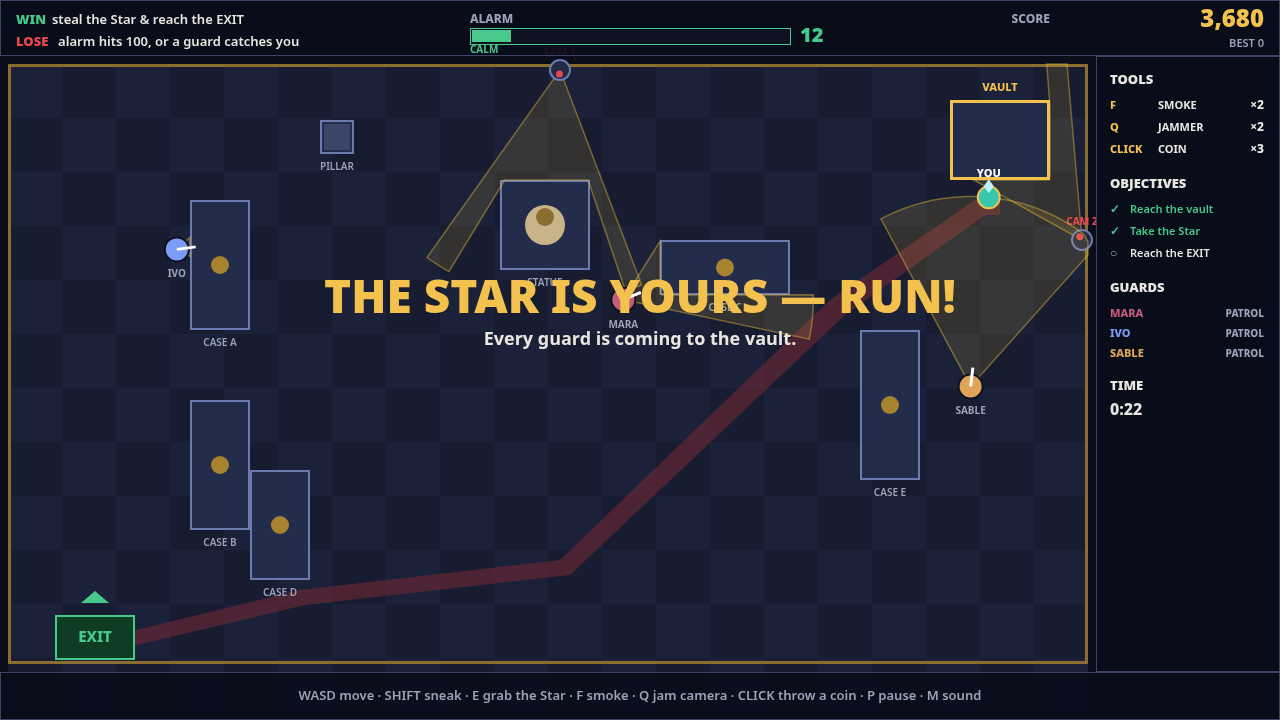 WIN steal the Star & reach the EXIT
LOSE alarm hits 100, or a guard catches you
ALARM
12
CALM
SCORE
3,680
BEST 0
VAULT
YOU
CAM 2
PILLAR
IVO
CASE A
STATUE
MARA
THE STAR IS YOURS — RUN!
Every guard is coming to the vault.
SABLE
CASE E
CASE B
CASE D
EXIT
TOOLS
F SMOKE ×2
Q JAMMER ×2
CLICK COIN ×3
OBJECTIVES
✓ Reach the vault
✓ Take the Star
○ Reach the EXIT
GUARDS
MARA PATROL
IVO PATROL
SABLE PATROL
TIME
0:22
WASD move · SHIFT sneak · E grab the Star · F smoke · Q jam camera · CLICK throw a coin · P pause · M sound